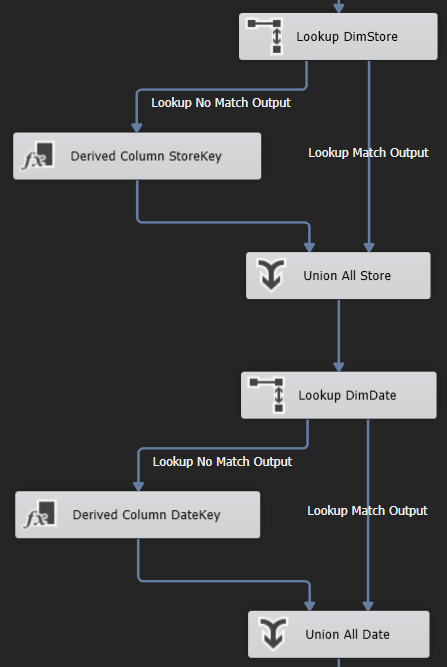 Lookup DimStore
Lookup No Match Output
Derived Column StoreKey
Lookup Match Output
Union All Store
Lookup DimDate
Lookup No Match Output
Derived Column DateKey
Lookup Match Output
Union All Date